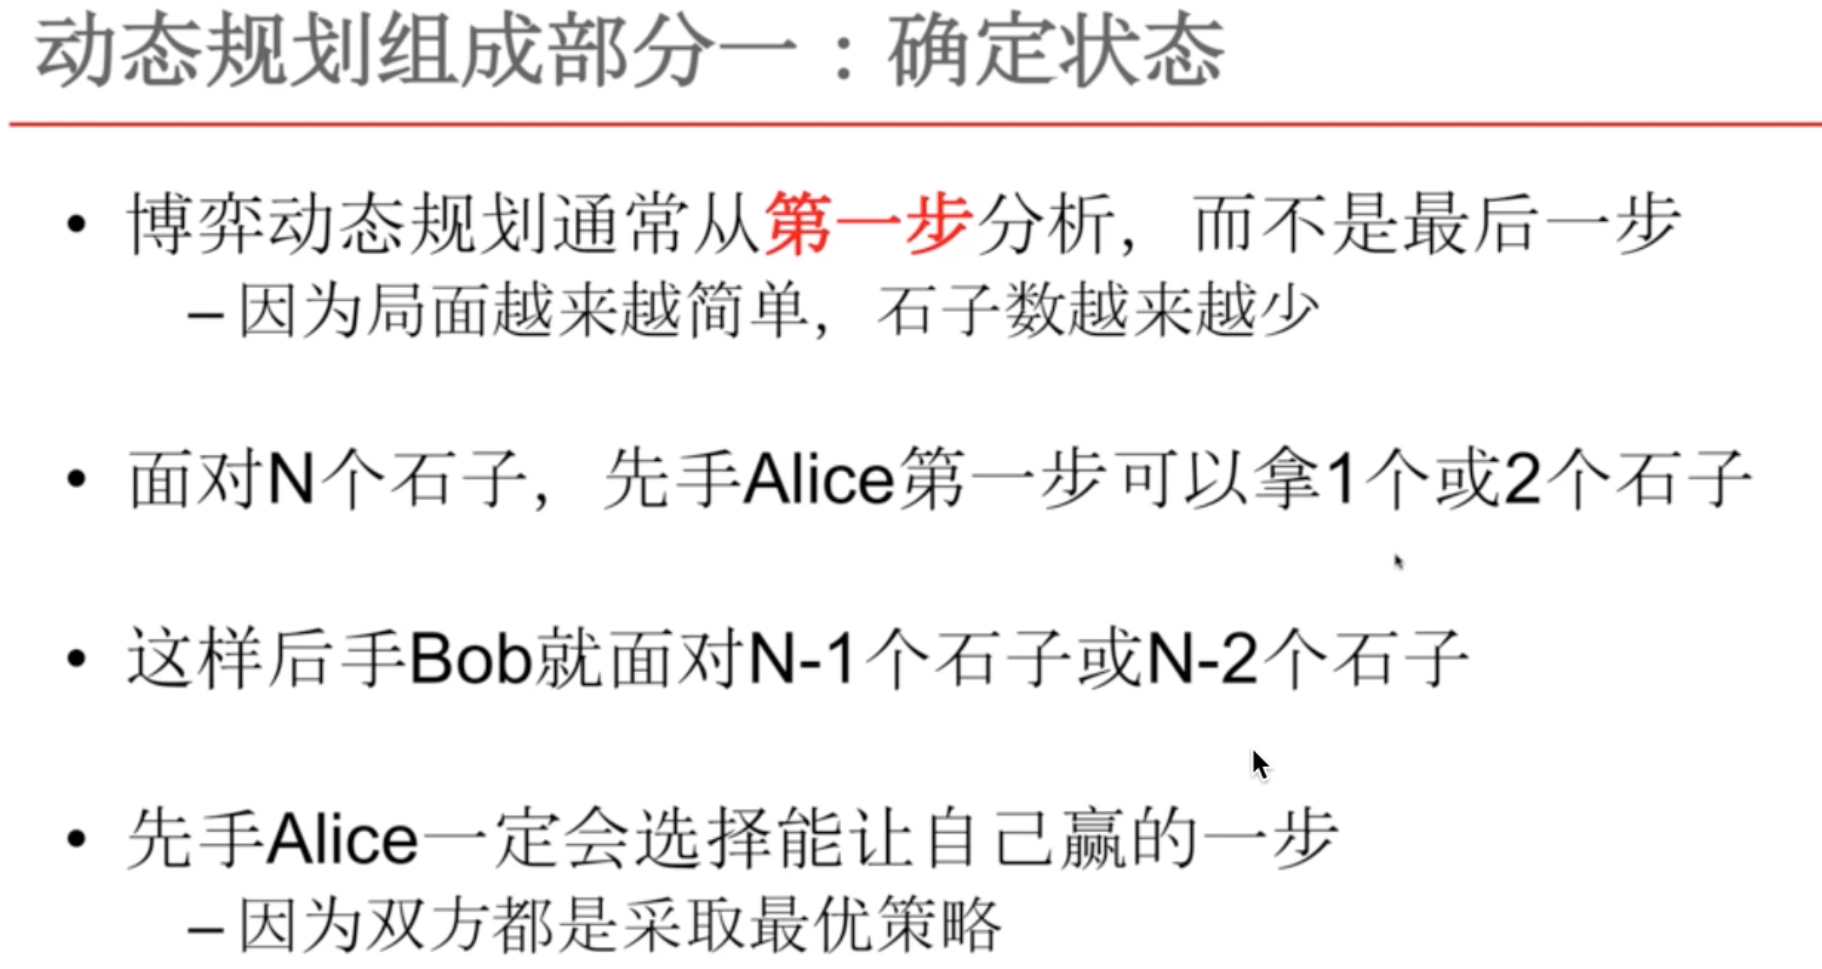 动态规划组成部分一：确定状态
• 博弈动态规划通常从第一步分析，而不是最后一步
– 因为局面越来越简单，石子数越来越少
• 面对N个石子，先手Alice第一步可以拿1个或2个石子
• 这样后手Bob就面对N-1个石子或N-2个石子
• 先手Alice一定会选择能让自己赢的一步
– 因为双方都是采取最优策略